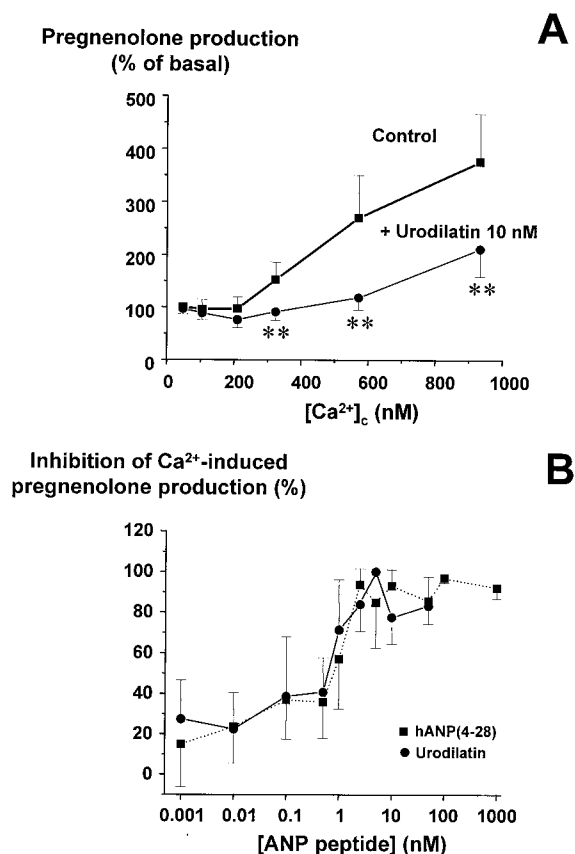 A
Pregnenolone production
(% of basal)
500
400
300
200
100
0
Control
+ Urodilatin 10 nM
**
**
**
0 200 400 600 800 1000
[Ca²⁺]c (nM)
B
Inhibition of Ca²⁺-induced
pregnenolone production (%)
120
100
80
60
40
20
0
hANP(4-28)
Urodilatin
0.001 0.01 0.1 1 10 100 1000
[ANP peptide] (nM)